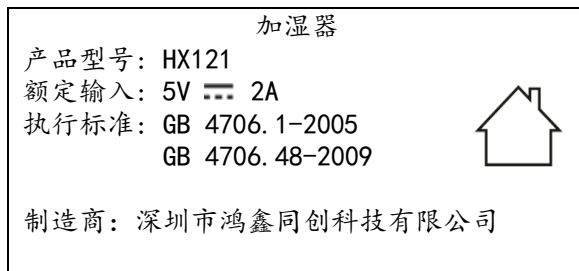 加湿器
产品型号: HX121
额定输入: 5V ⎓ 2A
执行标准: GB 4706.1-2005
GB 4706.48-2009
制造商: 深圳市鸿鑫同创科技有限公司